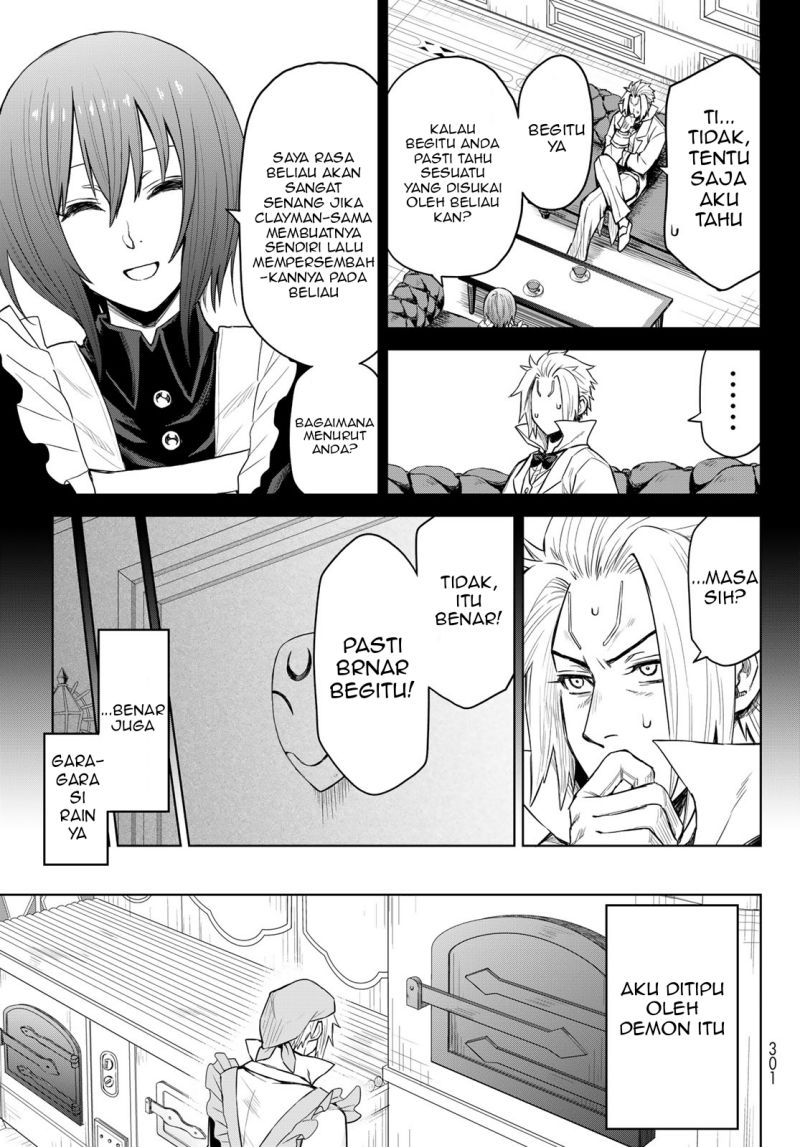 TI...
TIDAK,
TENTU
SAJA
AKU
TAHU
BEGITU
YA
KALAU
BEGITU ANDA
PASTI TAHU
SESUATU
YANG DISUKAI
OLEH BELIAU
KAN?
SAYA RASA
BELIAU AKAN
SANGAT
SENANG JIKA
CLAYMAN-SAMA
MEMBUATNYA
SENDIRI LALU
MEMPERSEMBAH
-KANNYA PADA
BELIAU
BAGAIMANA
MENURUT
ANDA?
......
...MASA
SIH?
TIDAK,
ITU
BENAR!
PASTI
BRNAR
BEGITU!
...BENAR
JUGA
GARA-
GARA
SI
RAIN
YA
AKU DITIPU
OLEH
DEMON ITU
301